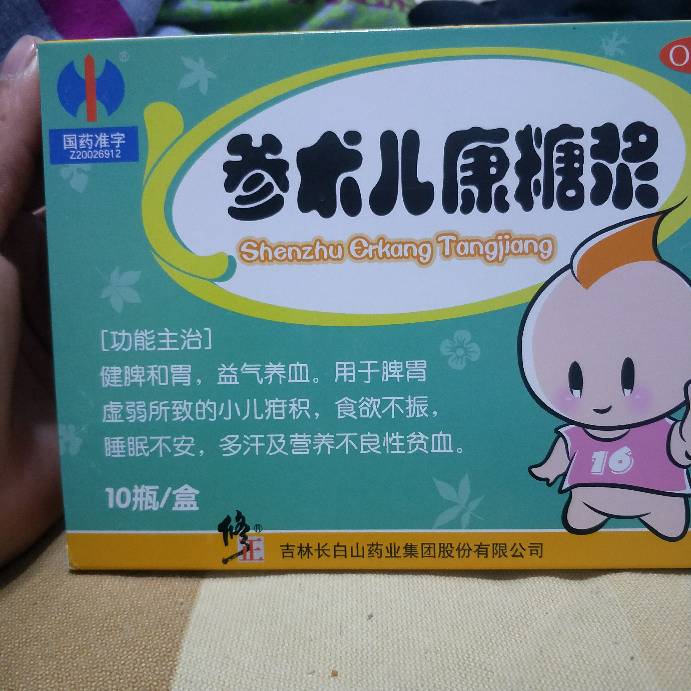 国药准字
Z20026912
O
参术儿康糖浆
Shenzhu Erkang Tangjiang
[功能主治]
健脾和胃,益气养血。用于脾胃
虚弱所致的小儿疳积,食欲不振,
睡眠不安,多汗及营养不良性贫血。
16
10瓶/盒
修正®
吉林长白山药业集团股份有限公司